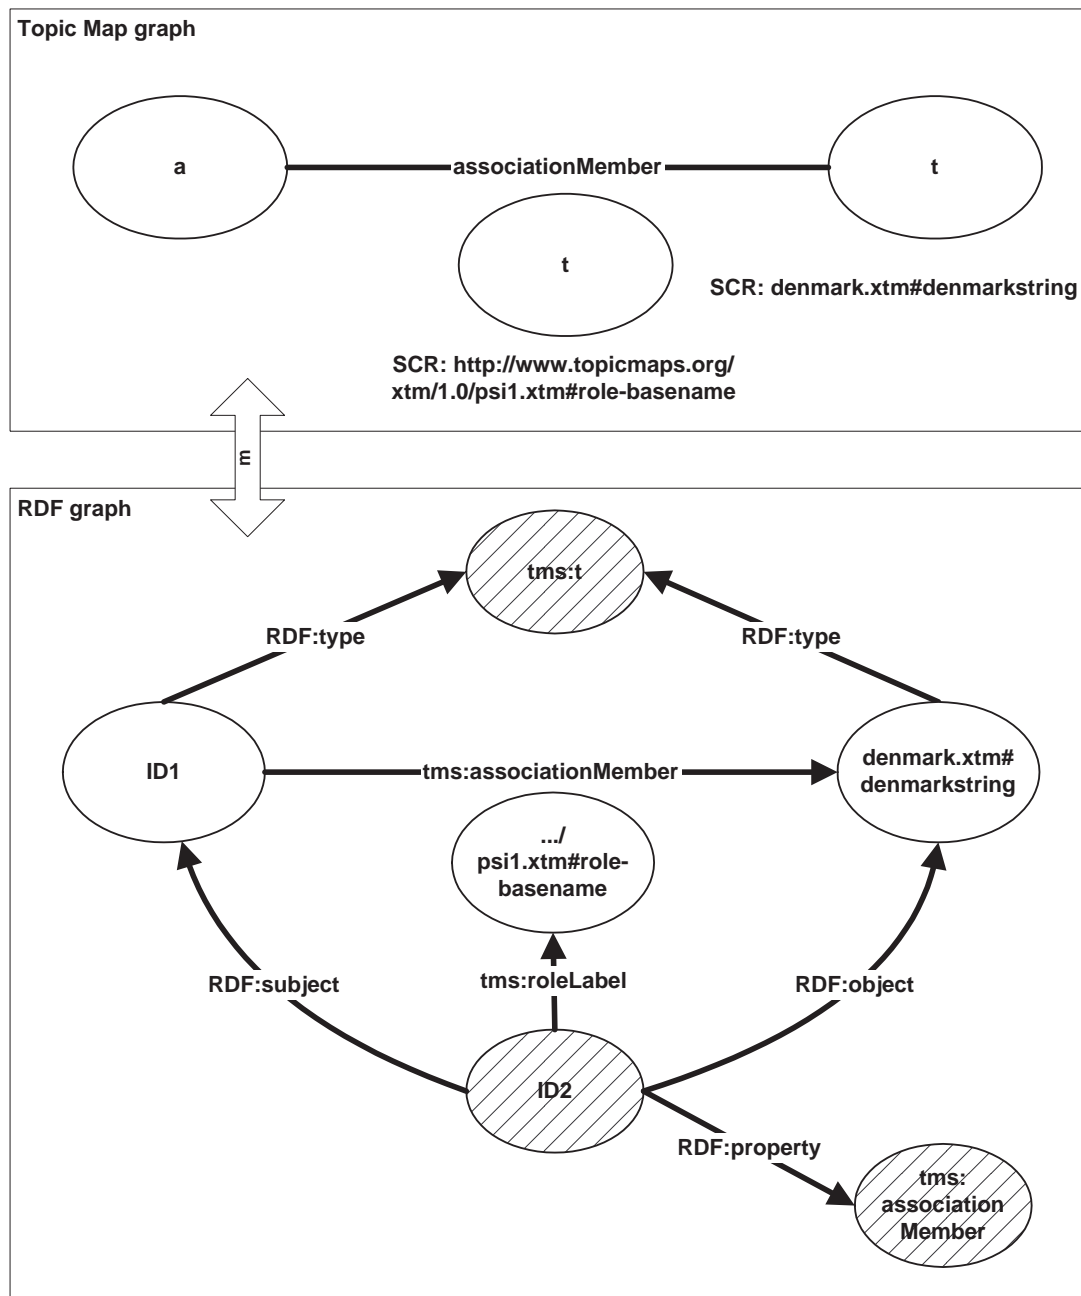 Topic Map graph
a
associationMember
t
t
SCR: denmark.xtm#denmarkstring
SCR: http://www.topicmaps.org/
xtm/1.0/psi1.xtm#role-basename
m
RDF graph
tms:t
RDF:type
RDF:type
ID1
tms:associationMember
denmark.xtm#
denmarkstring
.../
psi1.xtm#role-
basename
RDF:subject
tms:roleLabel
RDF:object
ID2
RDF:property
tms:
association
Member